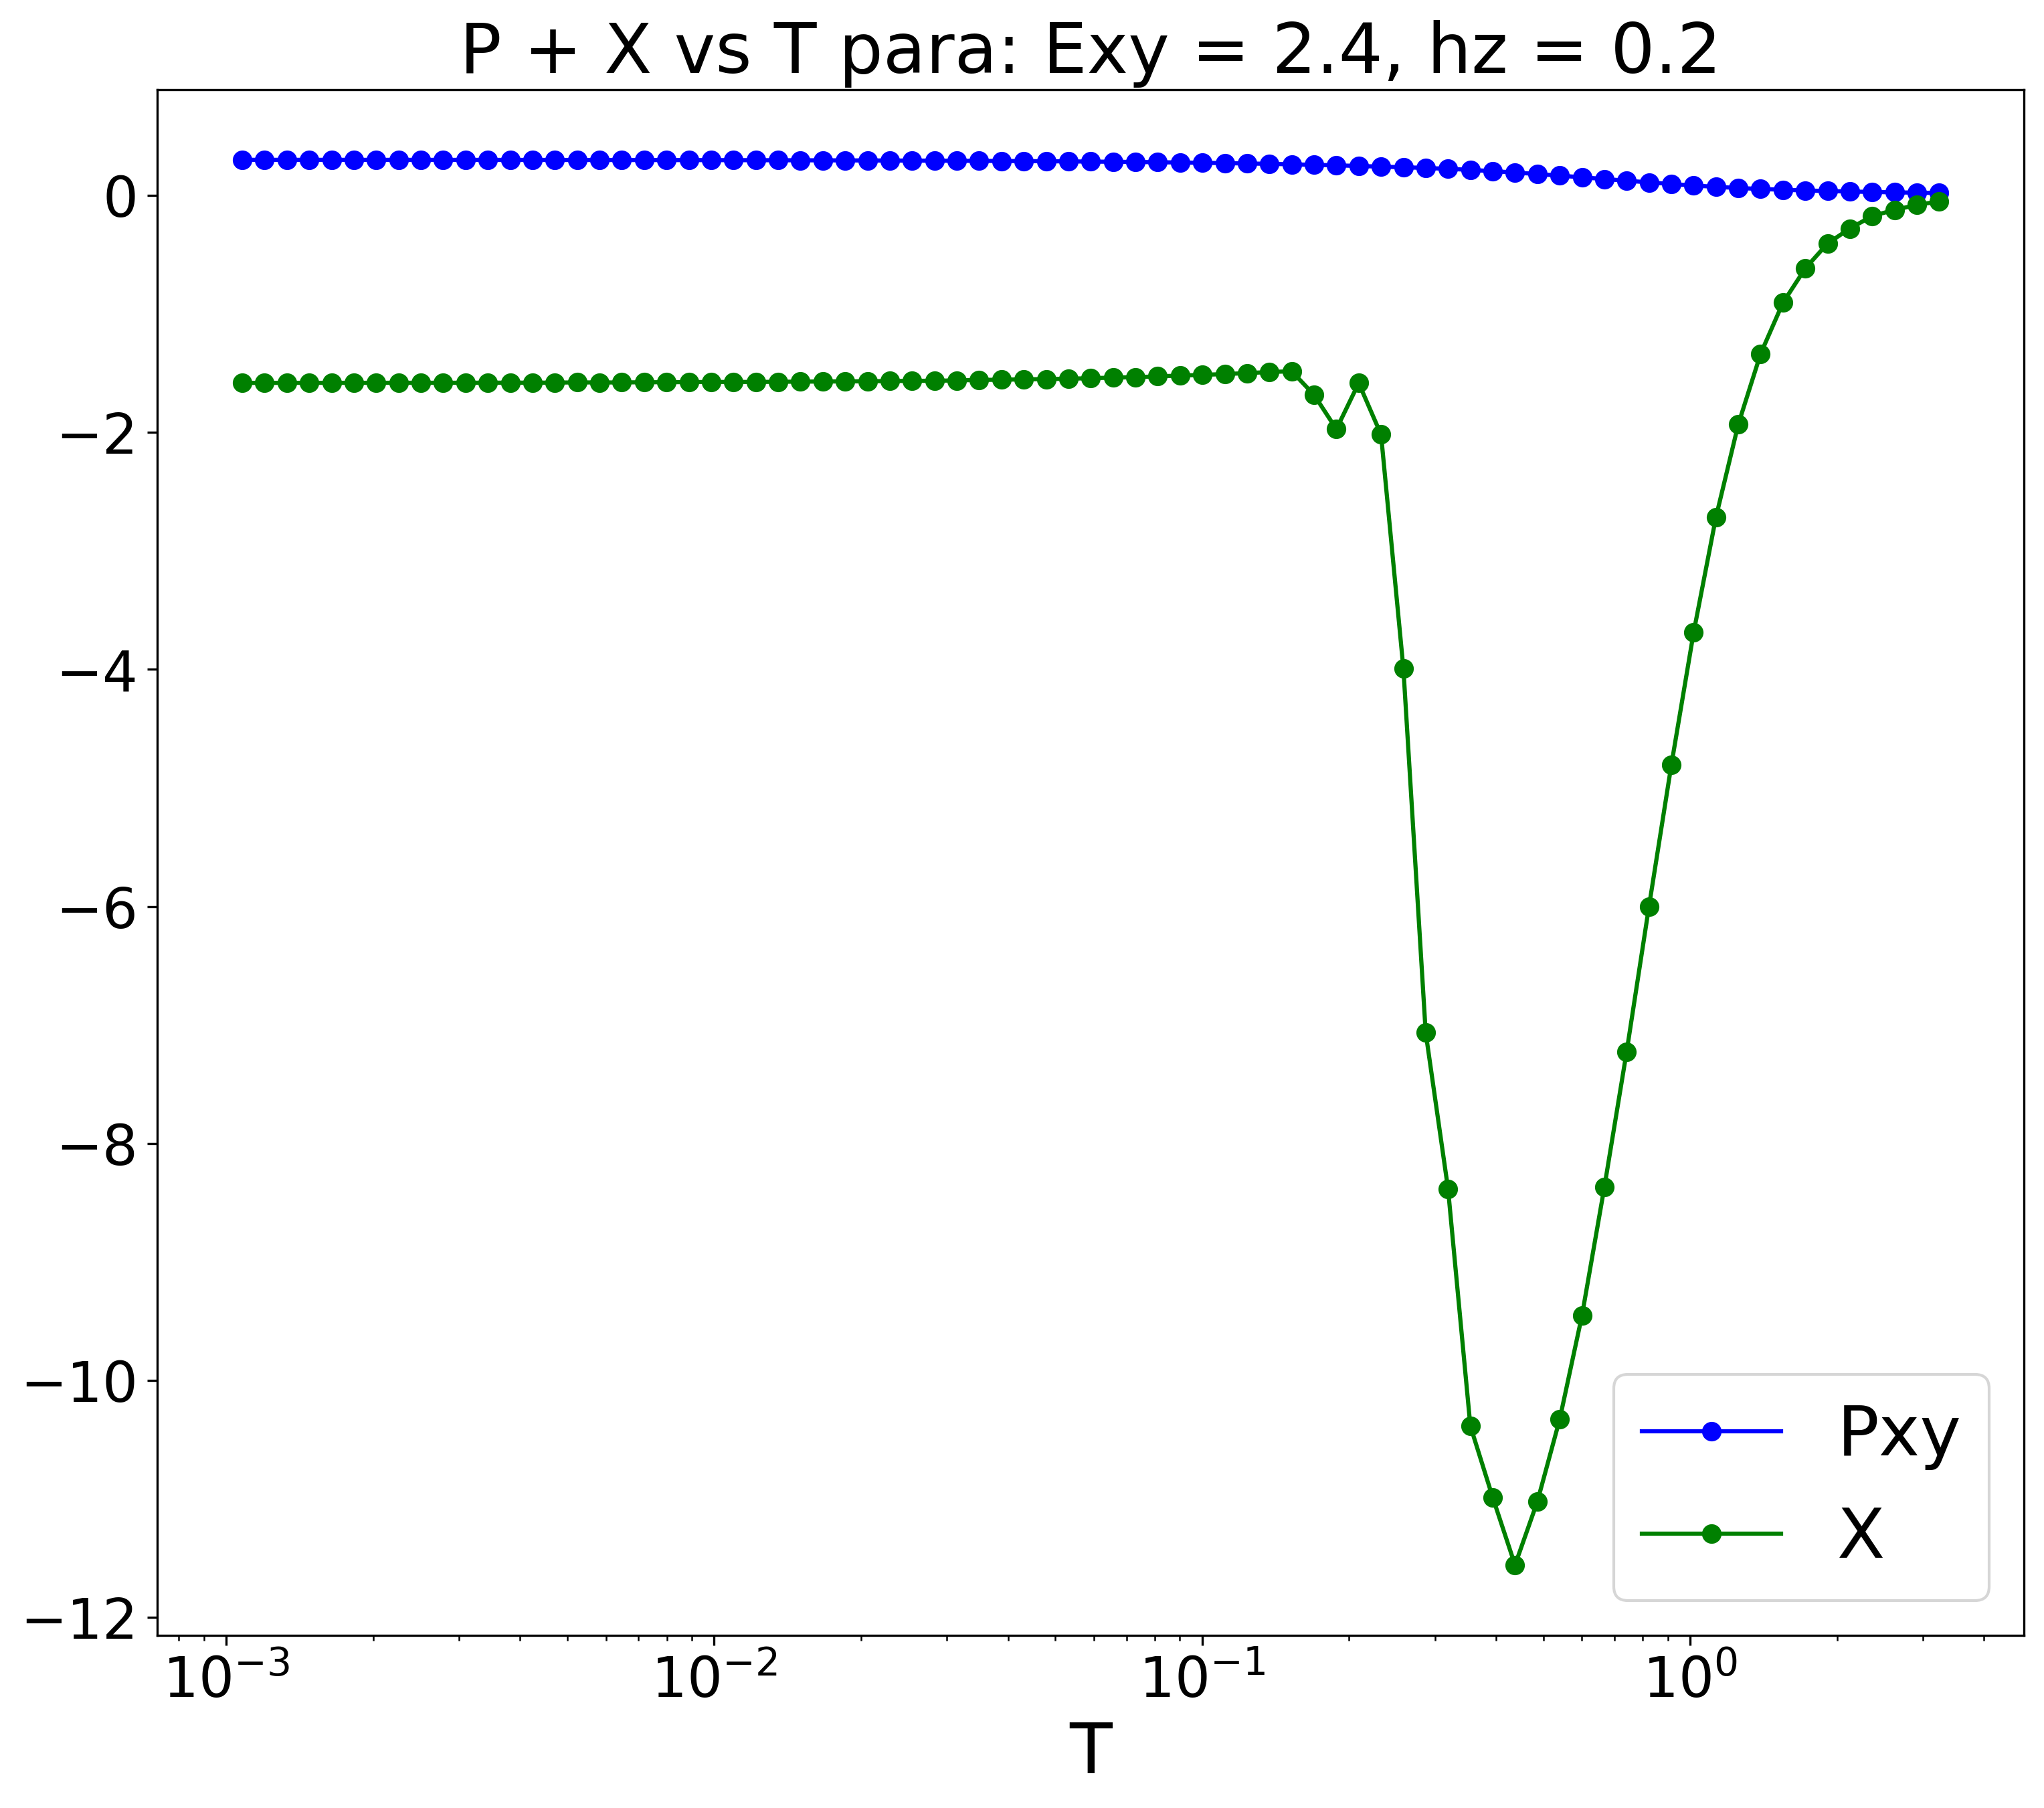 P + X vs T para: Exy = 2.4, hz = 0.2
0
−2
−4
−6
−8
−10
−12
10⁻³ 10⁻² 10⁻¹ 10⁰
T
Pxy
X